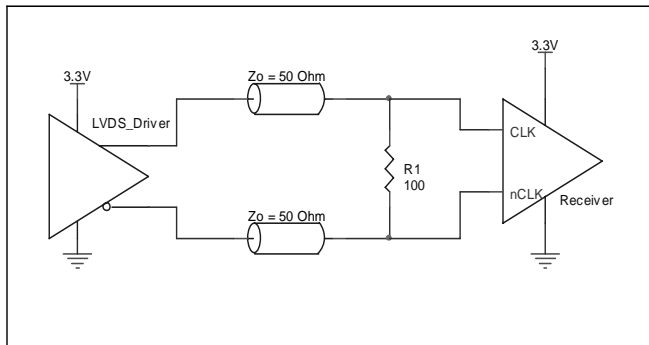 3.3V
LVDS_Driver
Zo = 50 Ohm
Zo = 50 Ohm
R1
100
3.3V
CLK
nCLK
Receiver